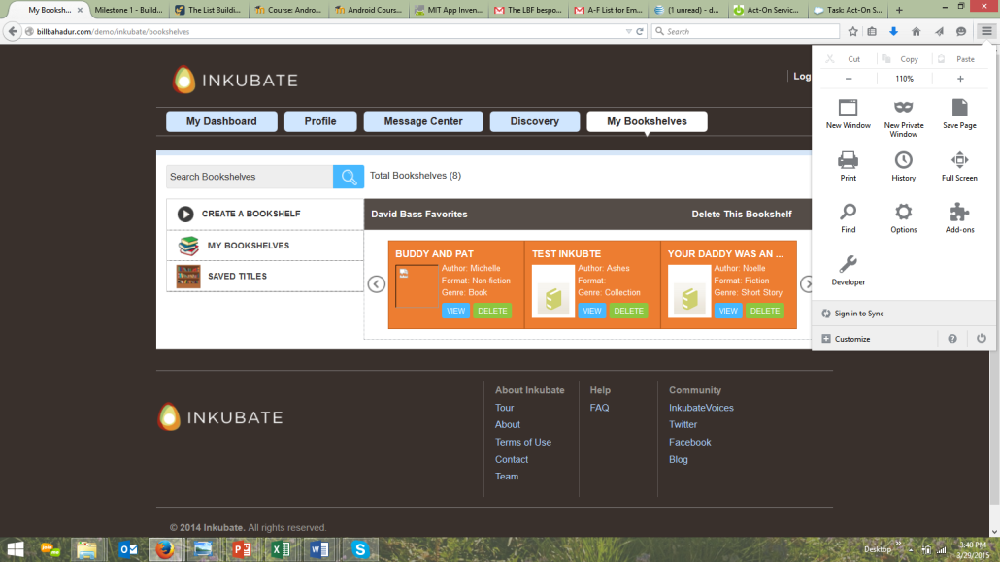 My Booksh...
Milestone 1 - Build...
The List Buildi...
Course: Andro...
Android Cours...
MIT App Inven...
The LBF bespo...
A-F List for Em...
(1 unread) - d...
Act-On Servic...
Task: Act-On S...
billbahadur.com/demo/inkubate/bookshelves
Search
Cut
Copy
Paste
110%
New Window
New Private Window
Save Page
Print
History
Full Screen
Find
Options
Add-ons
Developer
Sign in to Sync
Customize
INKUBATE
Log
My Dashboard
Profile
Message Center
Discovery
My Bookshelves
Search Bookshelves
Total Bookshelves (8)
CREATE A BOOKSHELF
MY BOOKSHELVES
SAVED TITLES
David Bass Favorites
Delete This Bookshelf
BUDDY AND PAT
Author: Michelle
Format: Non-fiction
Genre: Book
VIEW DELETE
TEST INKUBTE
Author: Ashes
Format:
Genre: Collection
VIEW DELETE
YOUR DADDY WAS AN ...
Author: Noelle
Format: Fiction
Genre: Short Story
VIEW DELETE
INKUBATE
About Inkubate
Tour
About
Terms of Use
Contact
Team
Help
FAQ
Community
InkubateVoices
Twitter
Facebook
Blog
© 2014 Inkubate. All rights reserved.
Desktop
3:40 PM
3/29/2015